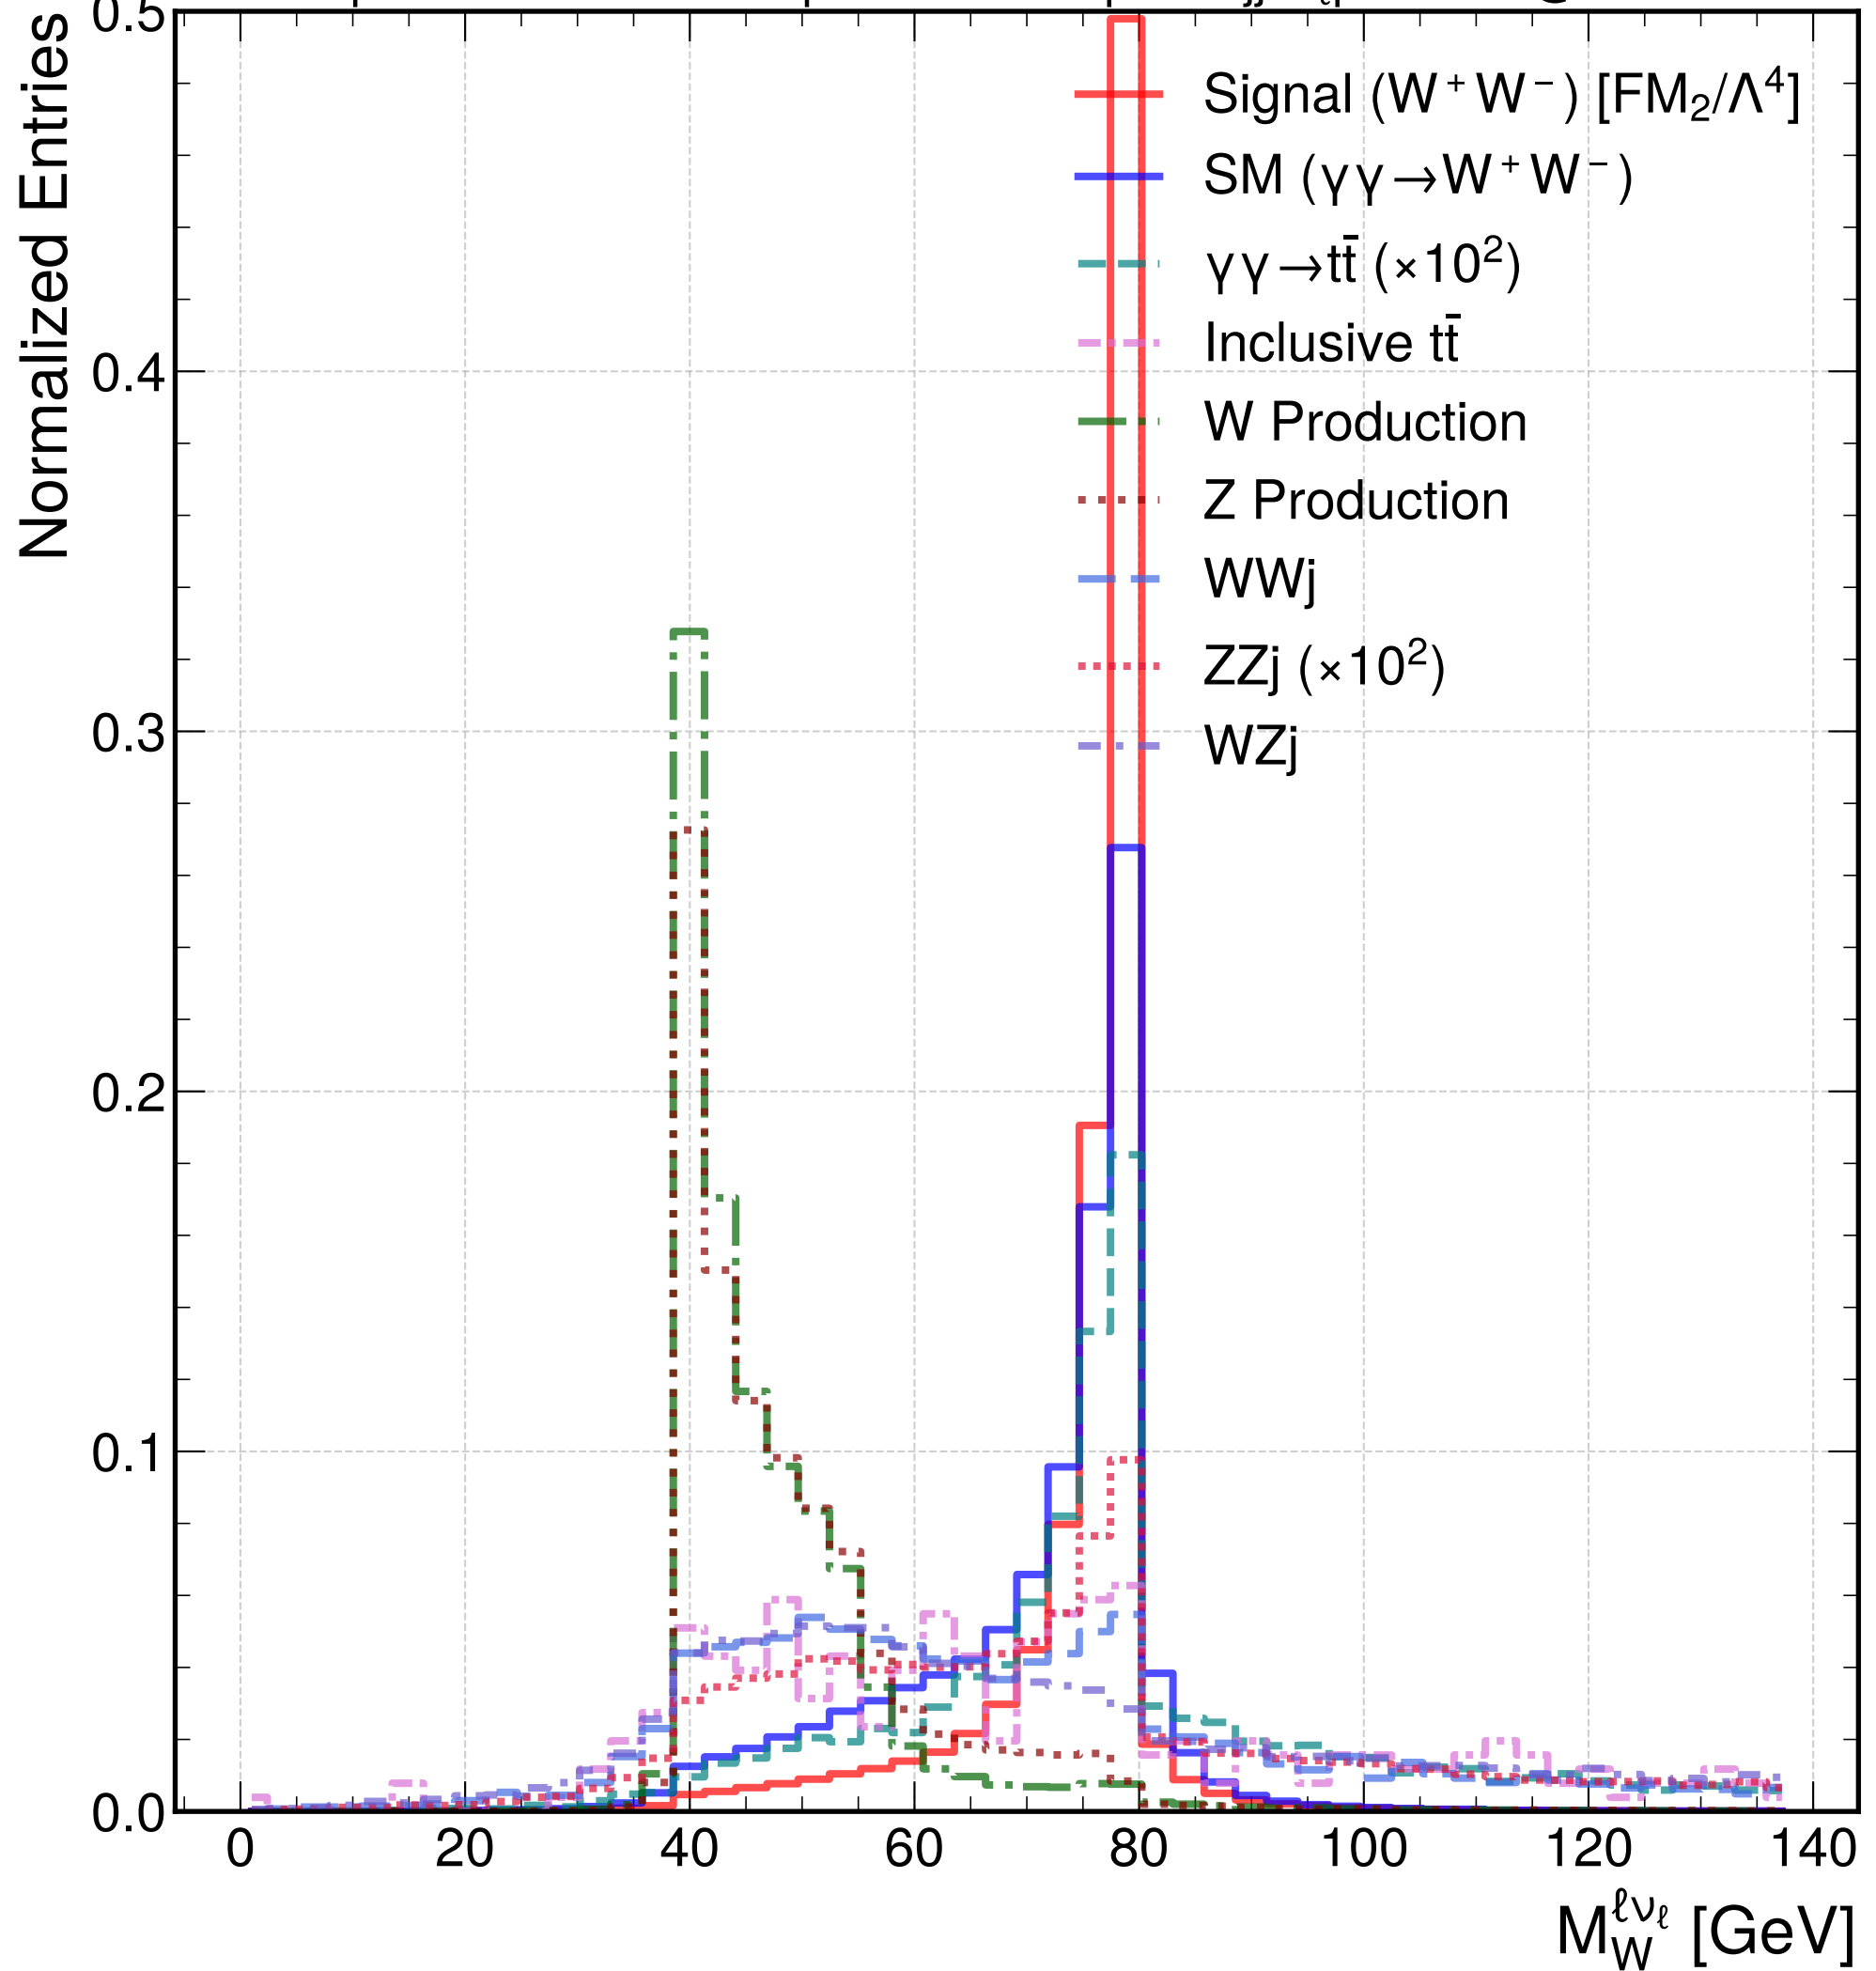 Normalized Entries
0.5
0.4
0.3
0.2
0.1
0.0
Signal (W⁺W⁻) [FM₂/Λ⁴]
SM (γγ→W⁺W⁻)
γγ→tt̄ (×10²)
Inclusive tt̄
W Production
Z Production
WWj
ZZj (×10²)
WZj
0 20 40 60 80 100 120 140
M_W^{ℓν_ℓ} [GeV]